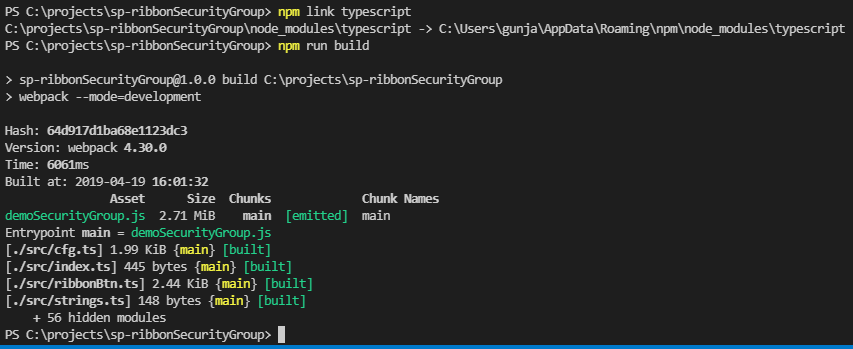 PS C:\projects\sp-ribbonSecurityGroup> npm link typescript
C:\projects\sp-ribbonSecurityGroup\node_modules\typescript -> C:\Users\gunja\AppData\Roaming\npm\node_modules\typescript
PS C:\projects\sp-ribbonSecurityGroup> npm run build
> sp-ribbonSecurityGroup@1.0.0 build C:\projects\sp-ribbonSecurityGroup
> webpack --mode=development
Hash: 64d917d1ba68e1123dc3
Version: webpack 4.30.0
Time: 6061ms
Built at: 2019-04-19 16:01:32
Asset Size Chunks Chunk Names
demoSecurityGroup.js 2.71 MiB main [emitted] main
Entrypoint main = demoSecurityGroup.js
[./src/cfg.ts] 1.99 KiB {main} [built]
[./src/index.ts] 445 bytes {main} [built]
[./src/ribbonBtn.ts] 2.44 KiB {main} [built]
[./src/strings.ts] 148 bytes {main} [built]
+ 56 hidden modules
PS C:\projects\sp-ribbonSecurityGroup>